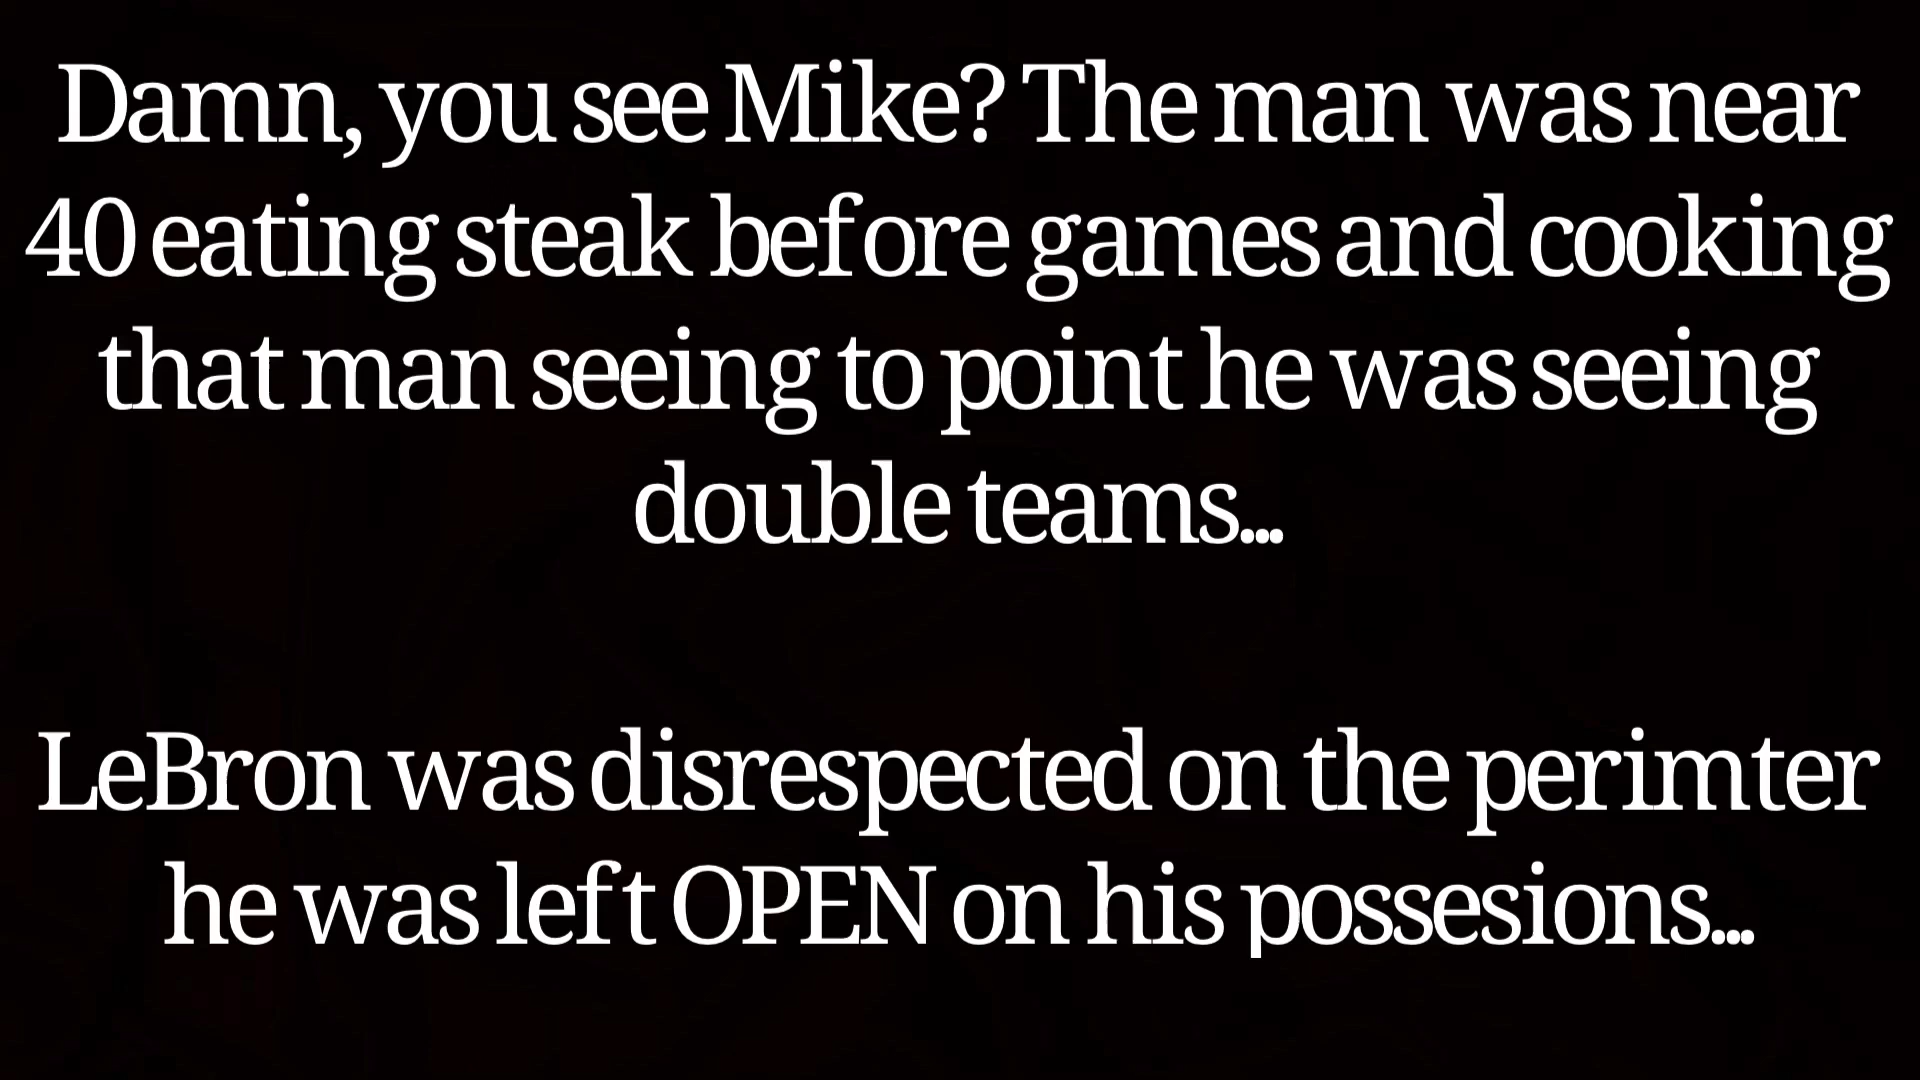 Damn, you see Mike? The man was near
40 eating steak before games and cooking
that man seeing to point he was seeing
double teams...
LeBron was disrespected on the perimter
he was left OPEN on his possesions...